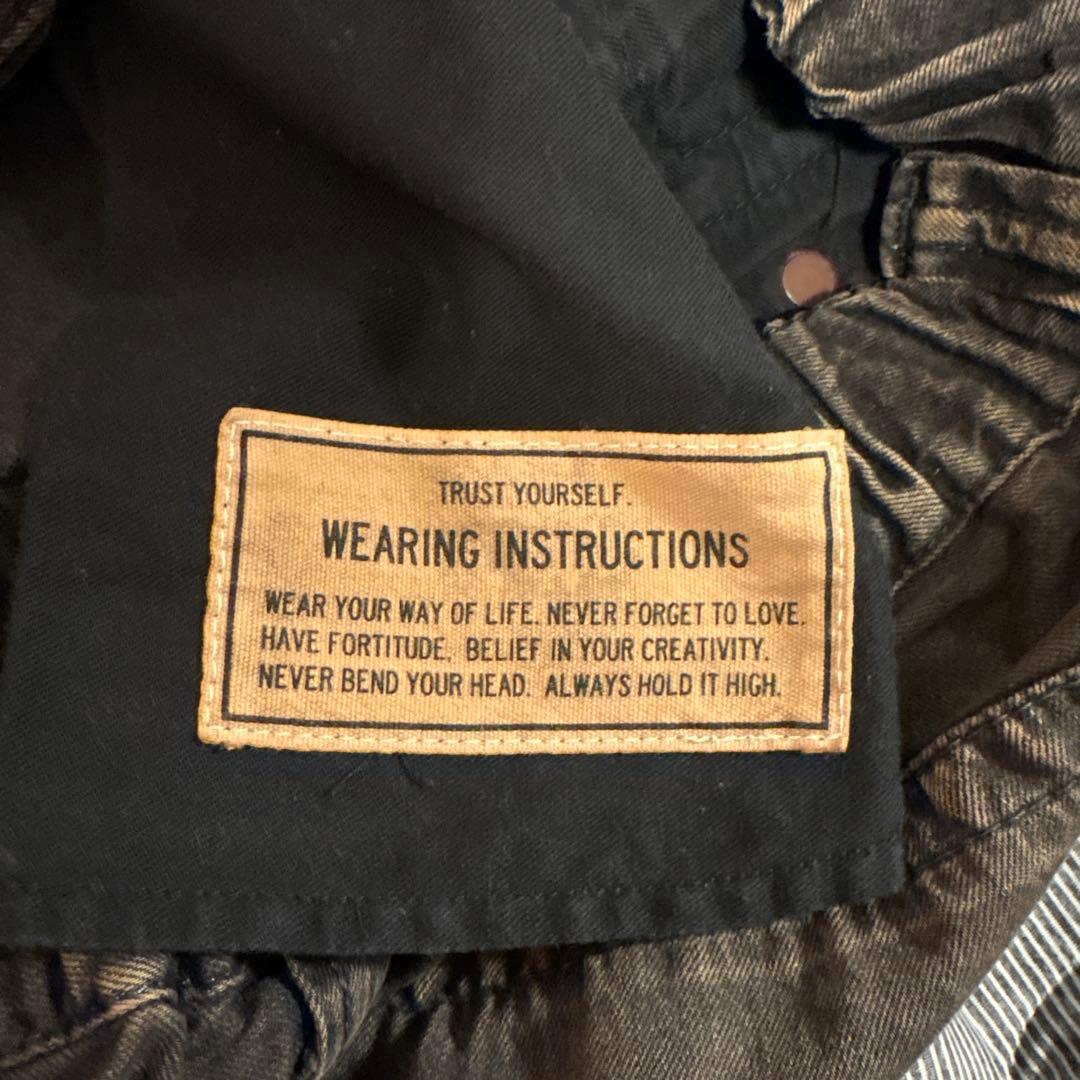 TRUST YOURSELF.
WEARING INSTRUCTIONS
WEAR YOUR WAY OF LIFE. NEVER FORGET TO LOVE.
HAVE FORTITUDE. BELIEF IN YOUR CREATIVITY.
NEVER BEND YOUR HEAD. ALWAYS HOLD IT HIGH.